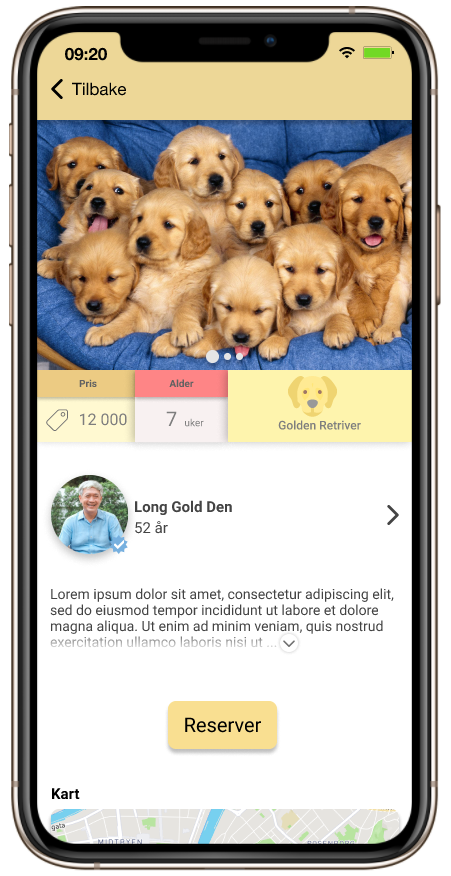 09:20
Tilbake
Pris
Alder
12 000
7 uker
Golden Retriver
Long Gold Den
52 år
Lorem ipsum dolor sit amet, consectetur adipiscing elit,
sed do eiusmod tempor incididunt ut labore et dolore
magna aliqua. Ut enim ad minim veniam, quis nostrud
exercitation ullamco laboris nisi ut ...
Reserver
Kart
gata
MIDTBYEN
ROSENBORG